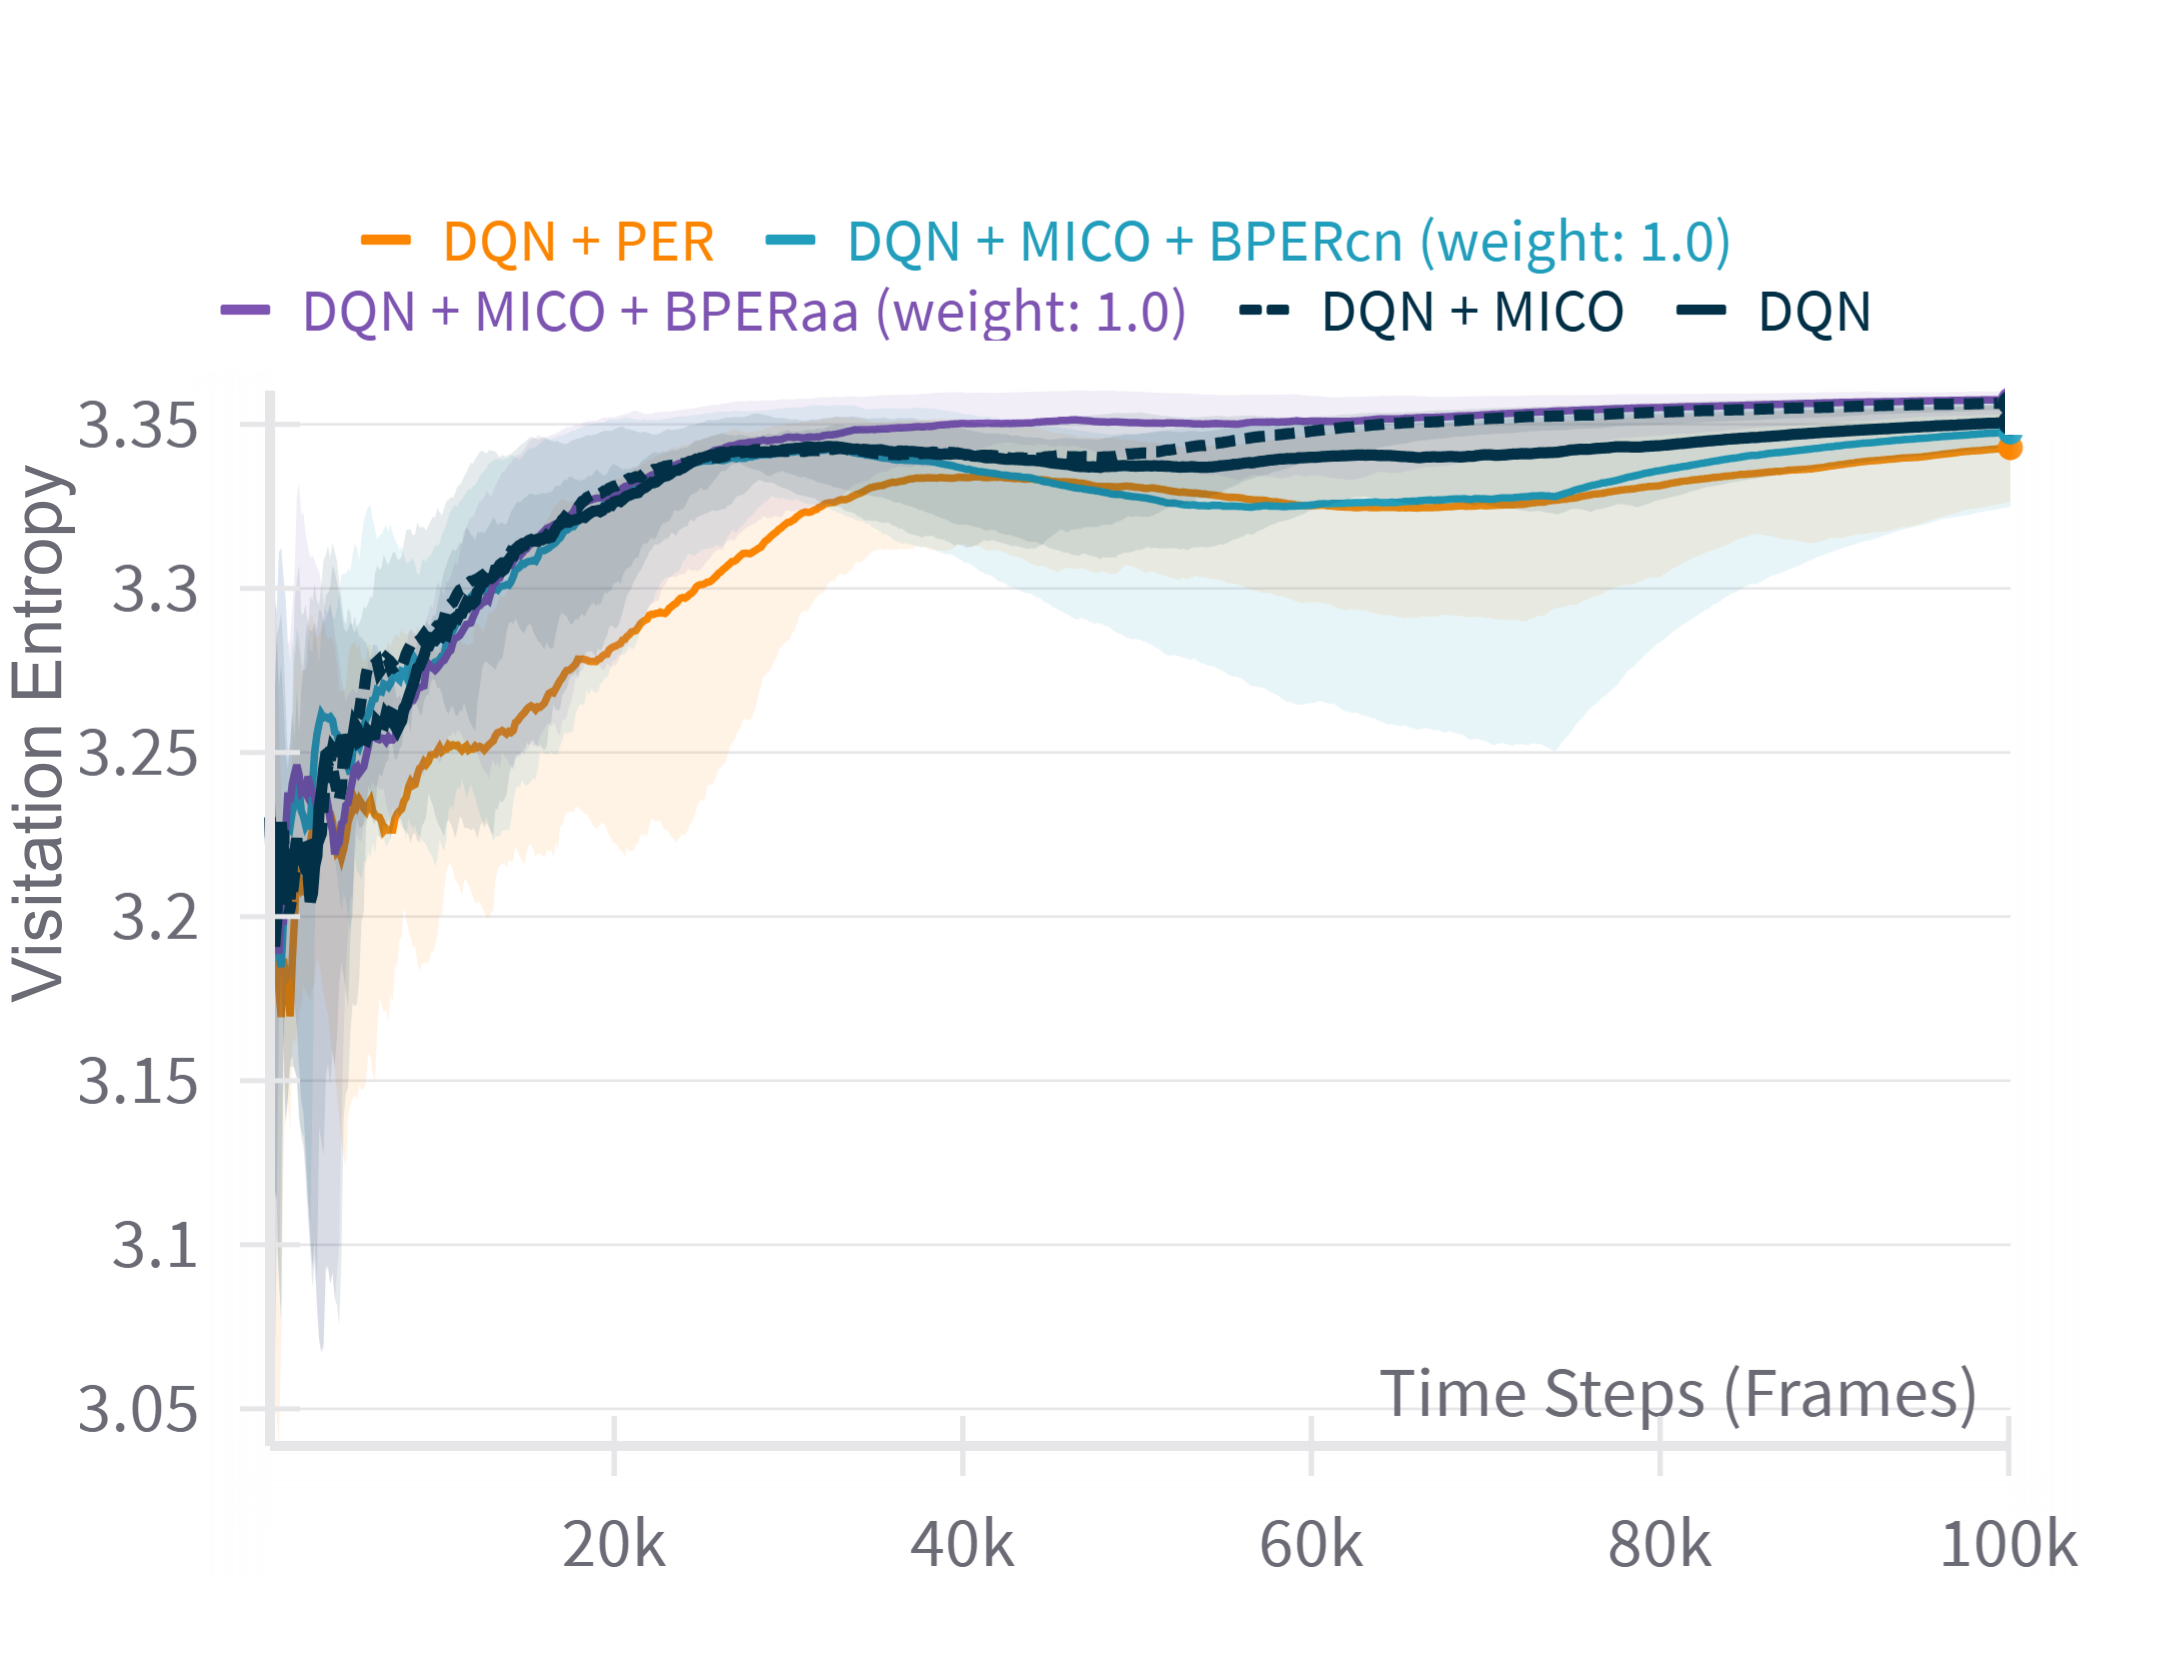 DQN + PER DQN + MICO + BPERcn (weight: 1.0)
DQN + MICO + BPERaa (weight: 1.0) DQN + MICO DQN
Visitation Entropy
3.35
3.3
3.25
3.2
3.15
3.1
3.05
Time Steps (Frames)
20k 40k 60k 80k 100k